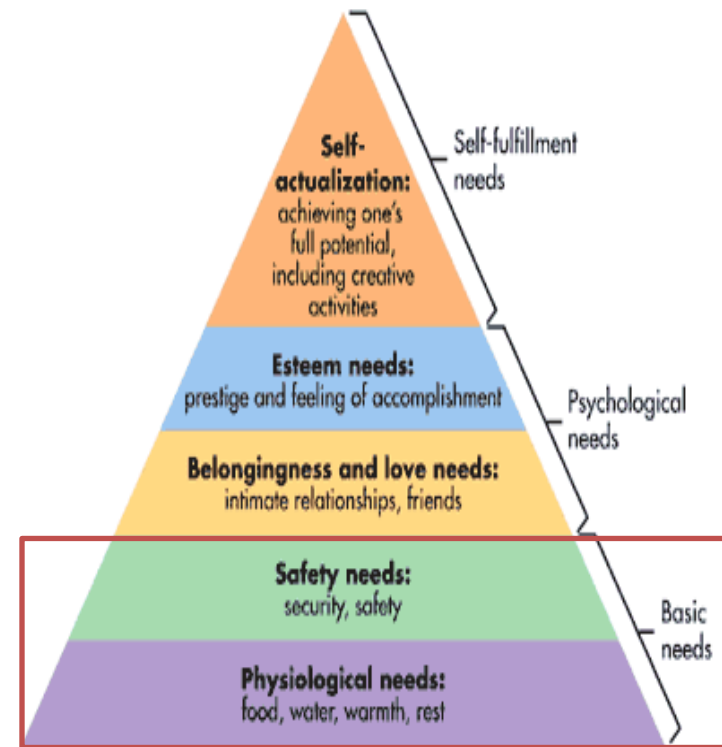 Self-
actualization:
achieving one's
full potential,
including creative
activities
Self-fulfillment
needs
Esteem needs:
prestige and feeling of accomplishment
Psychological
needs
Belongingness and love needs:
intimate relationships, friends
Safety needs:
security, safety
Basic
needs
Physiological needs:
food, water, warmth, rest